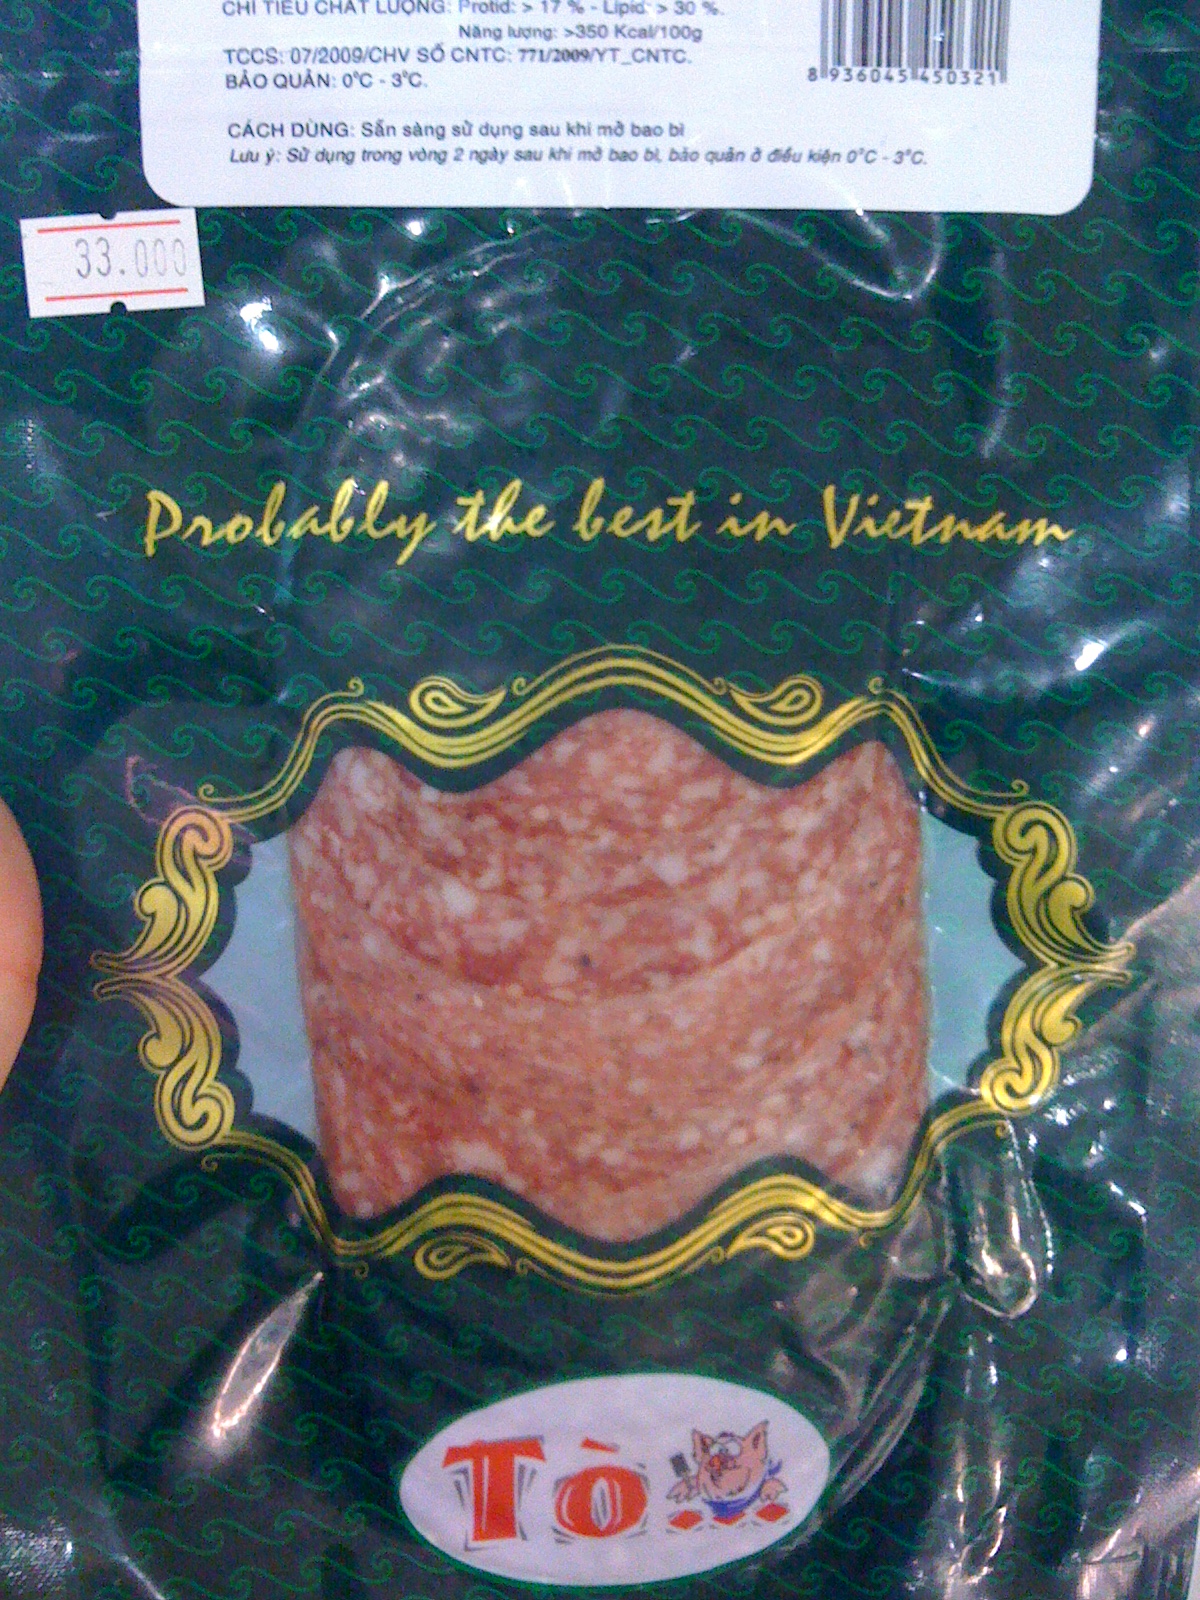 CHỈ TIÊU CHẤT LƯỢNG: Protid: > 17 % - Lipid: > 30 %.
Năng lượng: >350 Kcal/100g
TCCS: 07/2009/CHV SỐ CNTC: 771/2009/YT_CNTC.
BẢO QUẢN: 0°C - 3°C.
8 936045 450321
CÁCH DÙNG: Sẵn sàng sử dụng sau khi mở bao bì
Lưu ý: Sử dụng trong vòng 2 ngày sau khi mở bao bì, bảo quản ở điều kiện 0°C - 3°C.
33.000
Probably the best in Vietnam
Tò